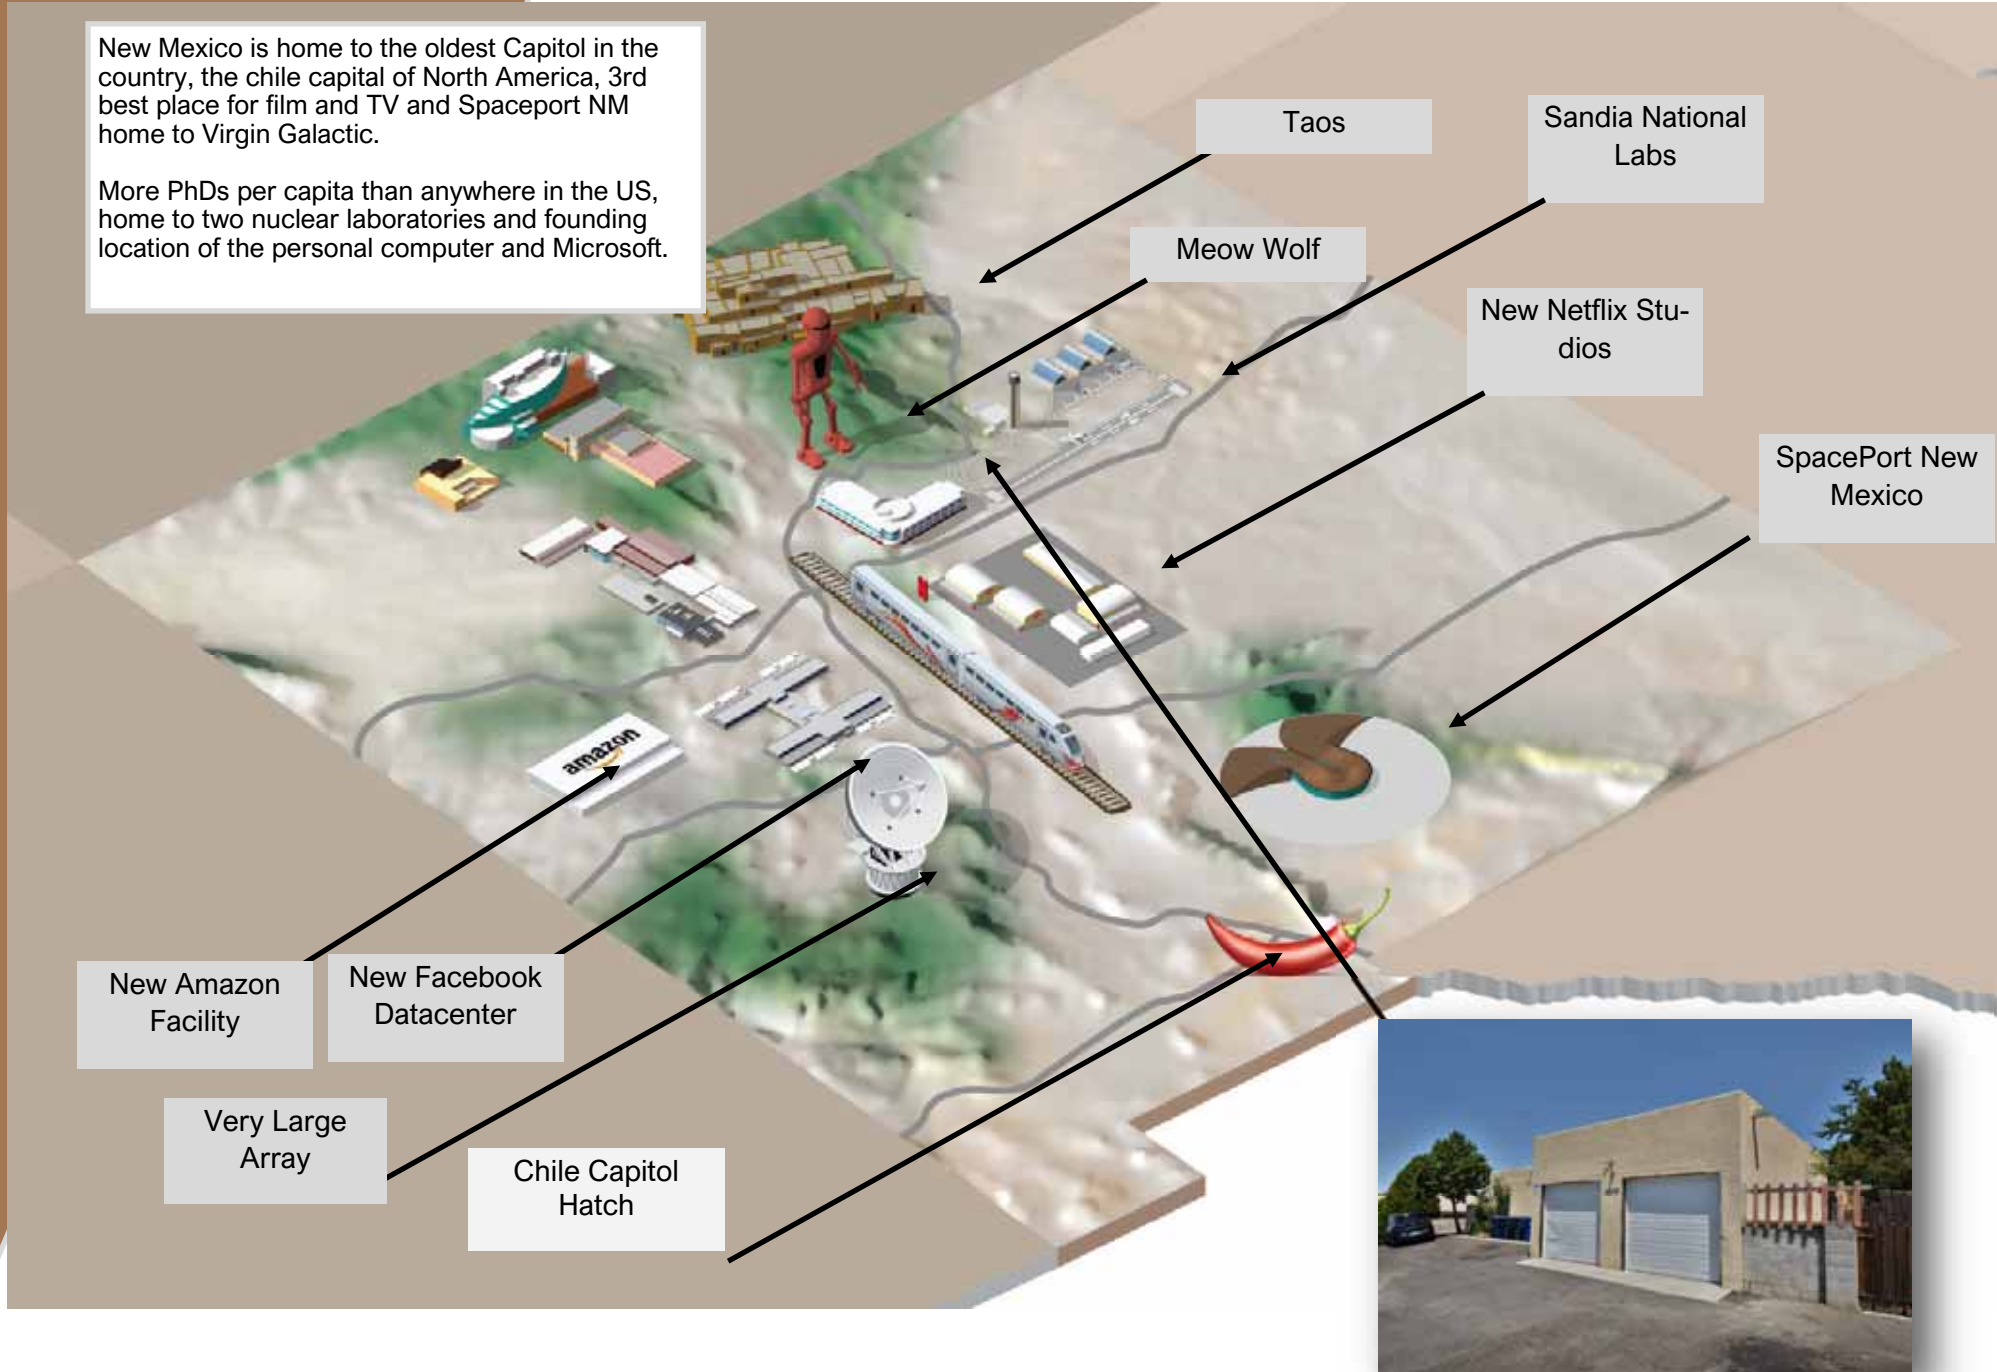 New Mexico is home to the oldest Capitol in the
country, the chile capital of North America, 3rd
best place for film and TV and Spaceport NM
home to Virgin Galactic.
More PhDs per capita than anywhere in the US,
home to two nuclear laboratories and founding
location of the personal computer and Microsoft.
Taos
Sandia National
Labs
Meow Wolf
New Netflix Stu-
dios
SpacePort New
Mexico
amazon
New Amazon
Facility
New Facebook
Datacenter
Very Large
Array
Chile Capitol
Hatch